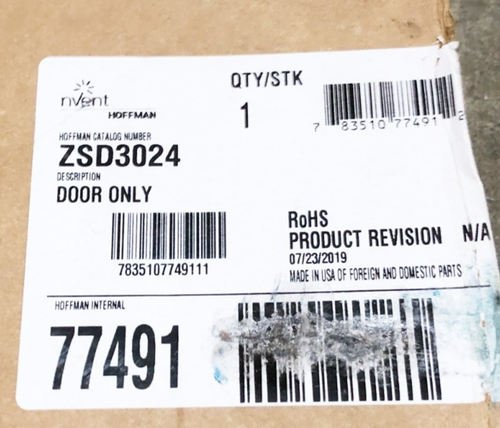 nvent
HOFFMAN
QTY/STK
1
7 83510 77491 2
HOFFMAN CATALOG NUMBER
ZSD3024
DESCRIPTION
DOOR ONLY
7835107749111
RoHS
PRODUCT REVISION N/A
07/23/2019
MADE IN USA OF FOREIGN AND DOMESTIC PARTS
HOFFMAN INTERNAL
77491